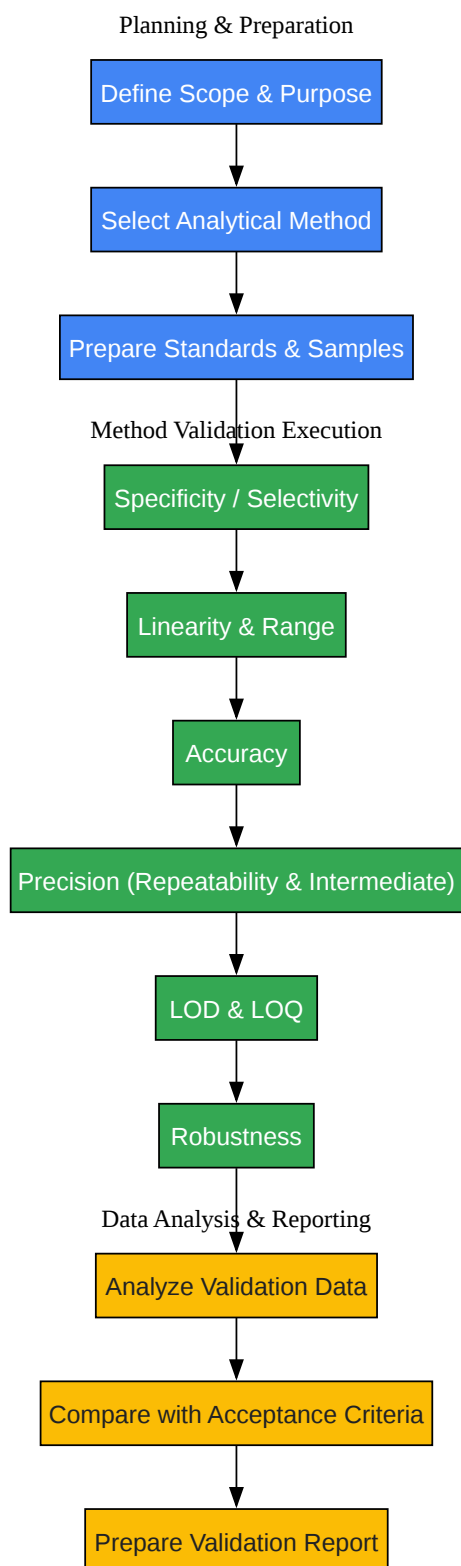 Planning & Preparation
Define Scope & Purpose
Select Analytical Method
Prepare Standards & Samples
Method Validation Execution
Specificity / Selectivity
Linearity & Range
Accuracy
Precision (Repeatability & Intermediate)
LOD & LOQ
Robustness
Data Analysis & Reporting
Analyze Validation Data
Compare with Acceptance Criteria
Prepare Validation Report